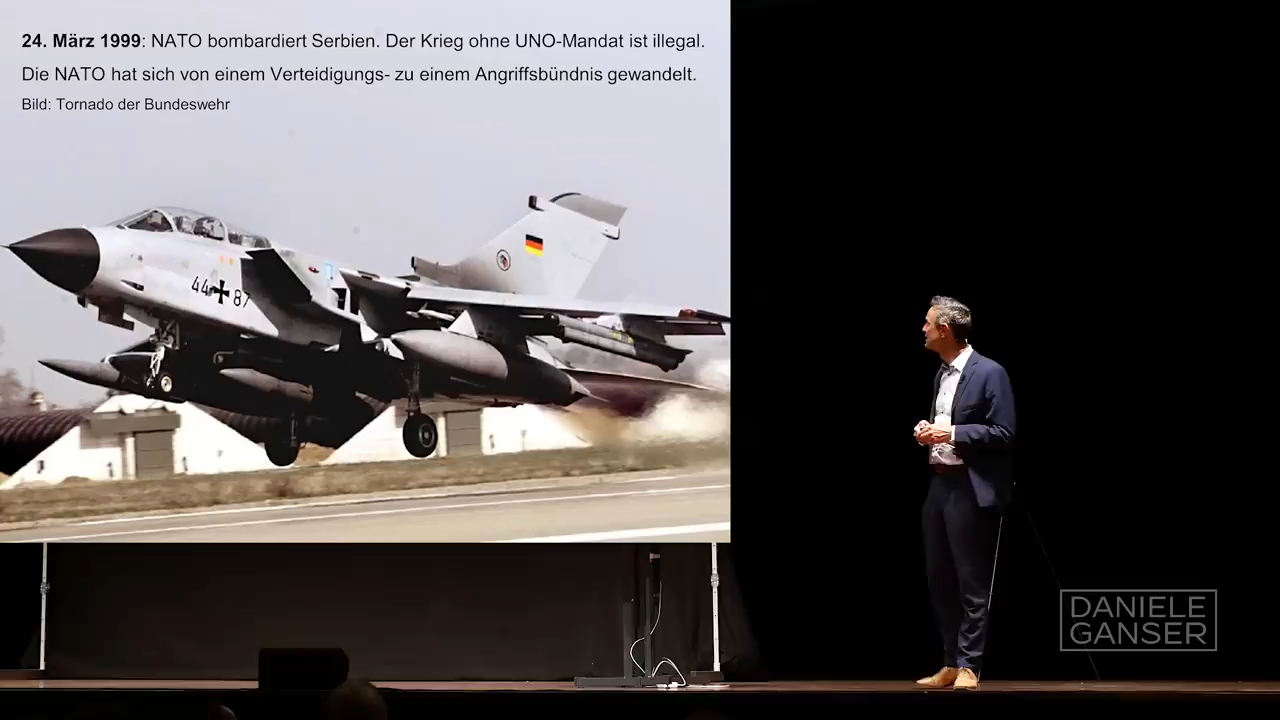 24. März 1999: NATO bombardiert Serbien. Der Krieg ohne UNO-Mandat ist illegal.
Die NATO hat sich von einem Verteidigungs- zu einem Angriffsbündnis gewandelt.
Bild: Tornado der Bundeswehr
44 87
DANIELE
GANSER